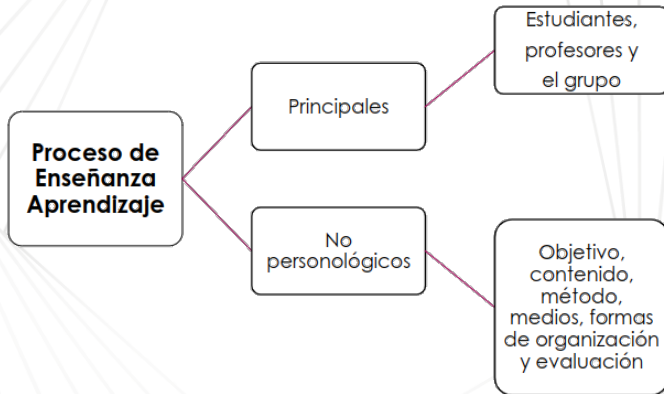 Proceso de
Enseñanza
Aprendizaje
Principales
Estudiantes,
profesores y
el grupo
No
personológicos
Objetivo,
contenido,
método,
medios, formas
de organización
y evaluación